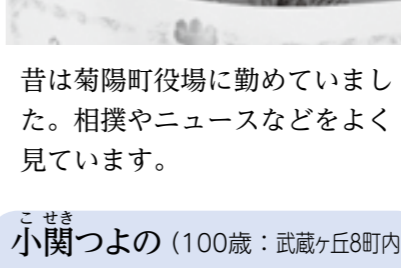 昔は菊陽町役場に勤めていまし
た。相撲やニュースなどをよく
見ています。
こ せき
小関つよの（100歳：武蔵ヶ丘8町内